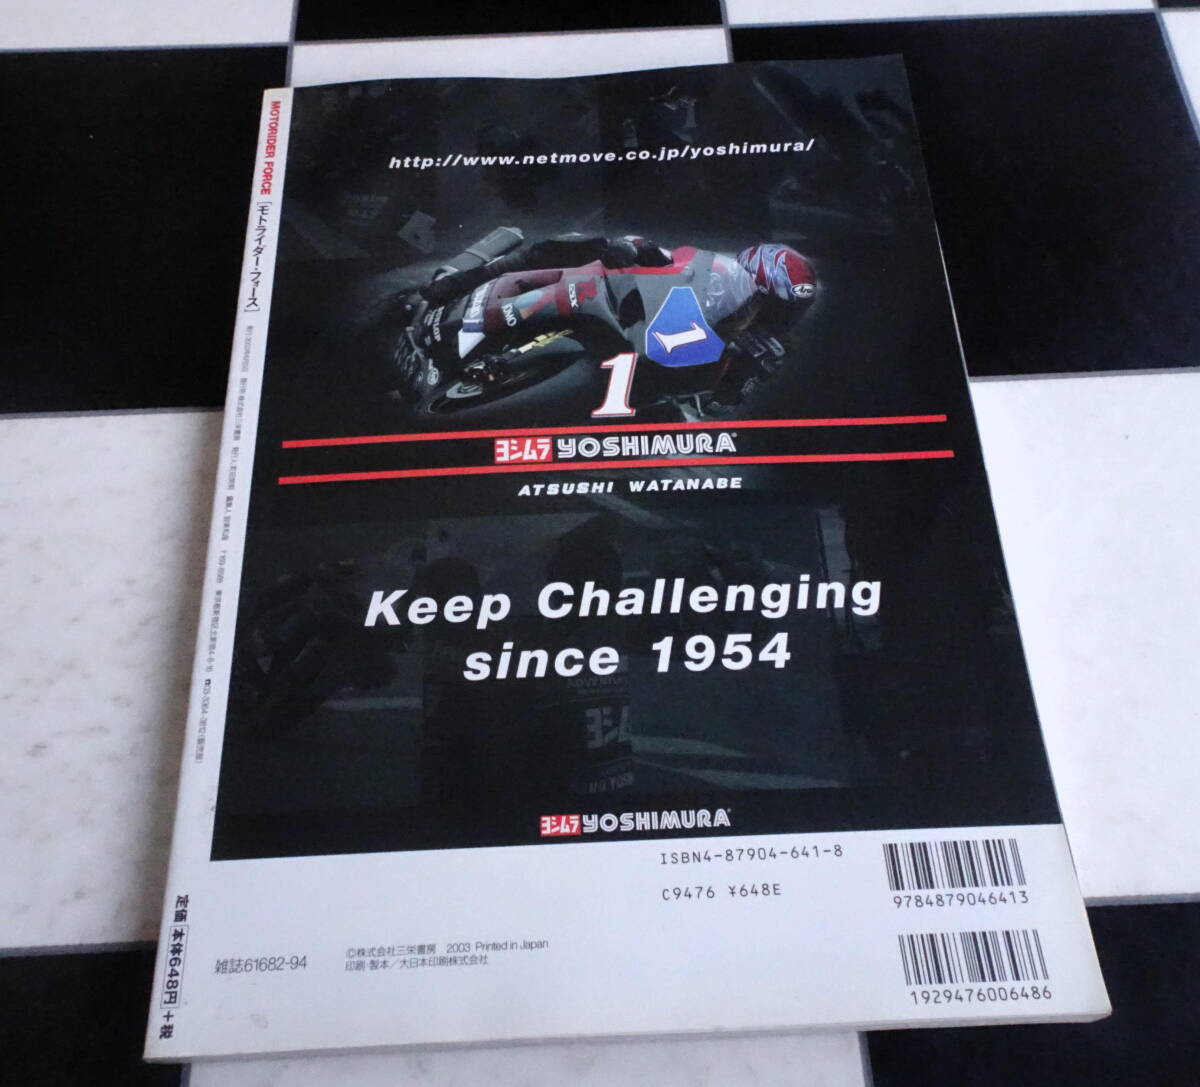 MOTORIDER FORCE [モトライダー・フォース]
定価[本体648円]+税
http://www.netmove.co.jp/yoshimura/
1
1
ヨシムラ YOSHIMURA
ATSUSHI WATANABE
Keep Challenging
since 1954
ヨシムラ YOSHIMURA
ISBN4-87904-641-8
C9476 ¥648E
9784879046413
1929476006486
雑誌61682-94
©株式会社三栄書房 2003 Printed in Japan
印刷・製本/大日本印刷株式会社